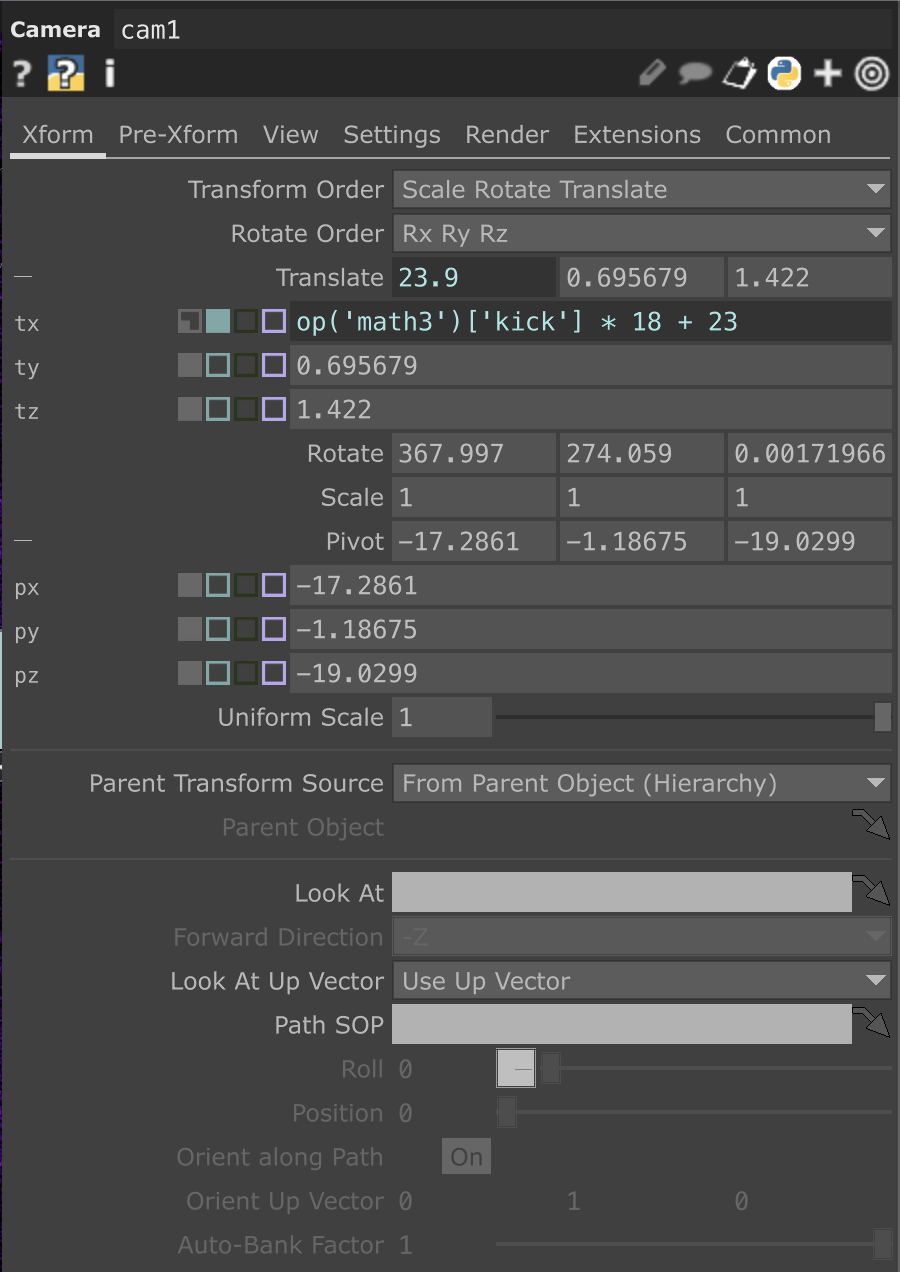 Camera cam1
? ? i
Xform Pre-Xform View Settings Render Extensions Common
Transform Order Scale Rotate Translate
Rotate Order Rx Ry Rz
Translate 23.9 0.695679 1.422
tx op('math3')['kick'] * 18 + 23
ty 0.695679
tz 1.422
Rotate 367.997 274.059 0.00171966
Scale 1 1 1
Pivot -17.2861 -1.18675 -19.0299
px -17.2861
py -1.18675
pz -19.0299
Uniform Scale 1
Parent Transform Source From Parent Object (Hierarchy)
Parent Object
Look At
Forward Direction -Z
Look At Up Vector Use Up Vector
Path SOP
Roll 0
Position 0
Orient along Path On
Orient Up Vector 0 1 0
Auto-Bank Factor 1